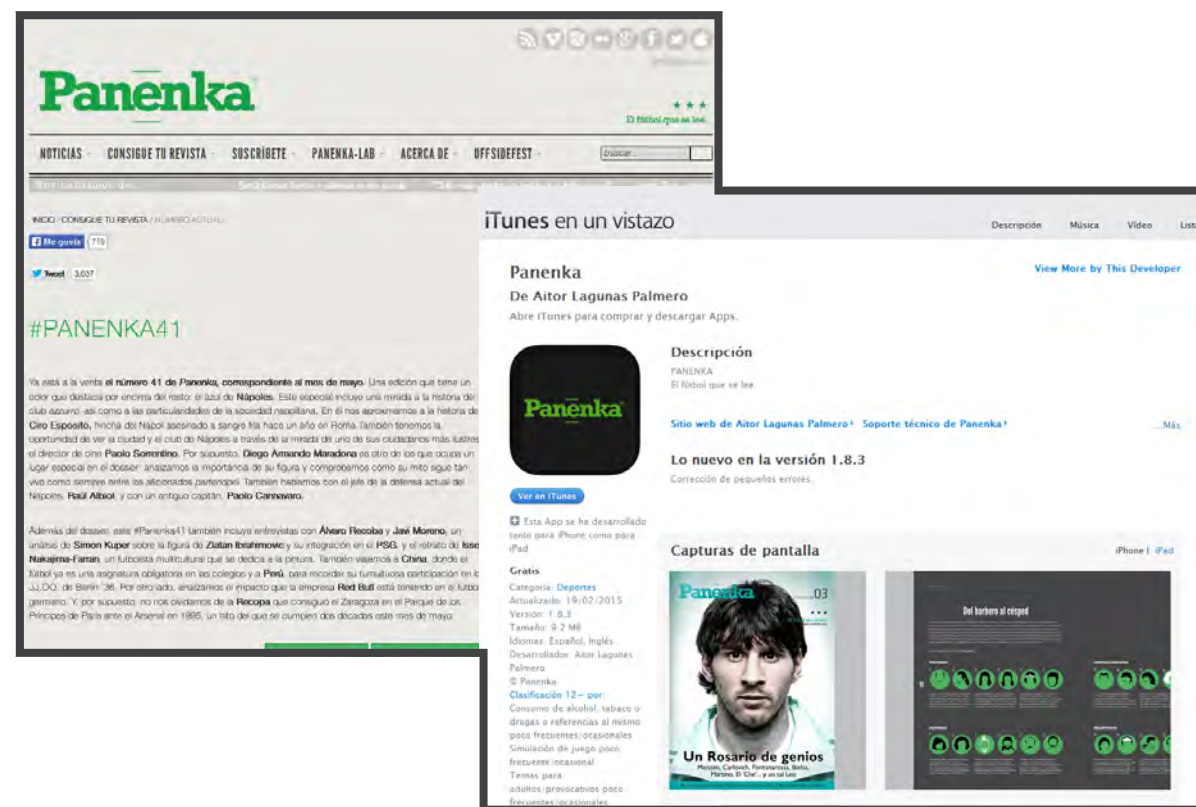 Panenka
★ ★ ★
El fútbol que se lee
NOTICIAS
CONSIGUE TU REVISTA
SUSCRÍBETE
PANENKA-LAB
ACERCA DE
OFFSIDEFEST
buscar...
INICIO / CONSIGUE TU REVISTA / NÚMERO ACTUAL
Me gusta 719
Tweet 3,037
#PANENKA41
Ya está a la venta el número 41 de Panenka, correspondiente al mes de mayo. Una edición que tiene un
color que destaca por encima del resto: el azul de Nápoles. Este especial incluye una mirada a la historia del
club azzurro, así como a las particularidades de la sociedad napolitana. En él nos aproximamos a la historia de
Ciro Esposito, hincha del Napoli asesinado a sangre fría hace un año en Roma. También tenemos la
oportunidad de ver la ciudad y el club de Nápoles a través de la mirada de uno de sus ciudadanos más ilustres,
el director de cine Paolo Sorrentino. Por supuesto, Diego Armando Maradona es otro de los que ocupa un
lugar especial en el dossier: analizamos la importancia de su figura y comprobamos cómo su mito sigue tan
vivo como siempre entre los aficionados partenopei. También hablamos con el jefe de la defensa actual del
Nápoles, Raúl Albiol, y con un antiguo capitán, Paolo Cannavaro.
Además del dossier, este #Panenka41 también incluye entrevistas con Álvaro Recoba y Javi Moreno, un
análisis de Simon Kuper sobre la figura de Zlatan Ibrahimovic y su integración en el PSG, y el retrato de Issey
Nakajima-Farran, un futbolista multicultural que se dedica a la pintura. También viajamos a China, donde el
fútbol ya es una asignatura obligatoria en los colegios y a Perú, para recordar su tumultuosa participación en los
JJ.OO. de Berlín '36. Por otro lado, analizamos el impacto que la empresa Red Bull está teniendo en el fútbol
germano. Y, por supuesto, no nos olvidamos de la Recopa que consiguió el Zaragoza en el Parque de los
Príncipes de París ante el Arsenal en 1995, un hito del que se cumplen dos décadas este mes de mayo.
iTunes en un vistazo
Descripción
Música
Vídeo
List
Panenka
View More by This Developer
De Aitor Lagunas Palmero
Abre iTunes para comprar y descargar Apps.
Panenka
Ver en iTunes
Esta App se ha desarrollado
tanto para iPhone como para
iPad
Gratis
Categoría: Deportes
Actualizado: 19/02/2015
Versión: 1.8.3
Tamaño: 9.2 MB
Idiomas: Español, Inglés
Desarrollador: Aitor Lagunas
Palmero
© Panenka
Clasificación 12+ por:
Consumo de alcohol, tabaco o
drogas o referencias al mismo
poco frecuentes/ocasionales
Simulación de juego poco
frecuente/ocasional
Temas para
adultos/provocativos poco
frecuentes/ocasionales
Descripción
PANENKA
El fútbol que se lee.
Sitio web de Aitor Lagunas Palmero
Soporte técnico de Panenka
...Más
Lo nuevo en la versión 1.8.3
Corrección de pequeños errores.
Capturas de pantalla
iPhone | iPad
Panenka
03
Un Rosario de genios
Menotti, Carlovich, Fontanarrosa, Bielsa,
Martino, El 'Che'... y un tal Leo
Del barbero al césped